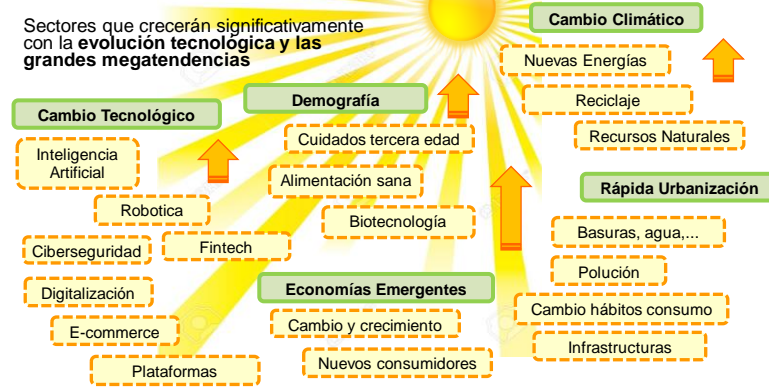 Sectores que crecerán significativamente
con la evolución tecnológica y las
grandes megatendencias
Cambio Tecnológico
Inteligencia
Artificial
Robotica
Ciberseguridad
Fintech
Digitalización
E-commerce
Plataformas
Demografía
Cuidados tercera edad
Alimentación sana
Biotecnología
Economías Emergentes
Cambio y crecimiento
Nuevos consumidores
Cambio Climático
Nuevas Energías
Reciclaje
Recursos Naturales
Rápida Urbanización
Basuras, agua,...
Polución
Cambio hábitos consumo
Infrastructuras